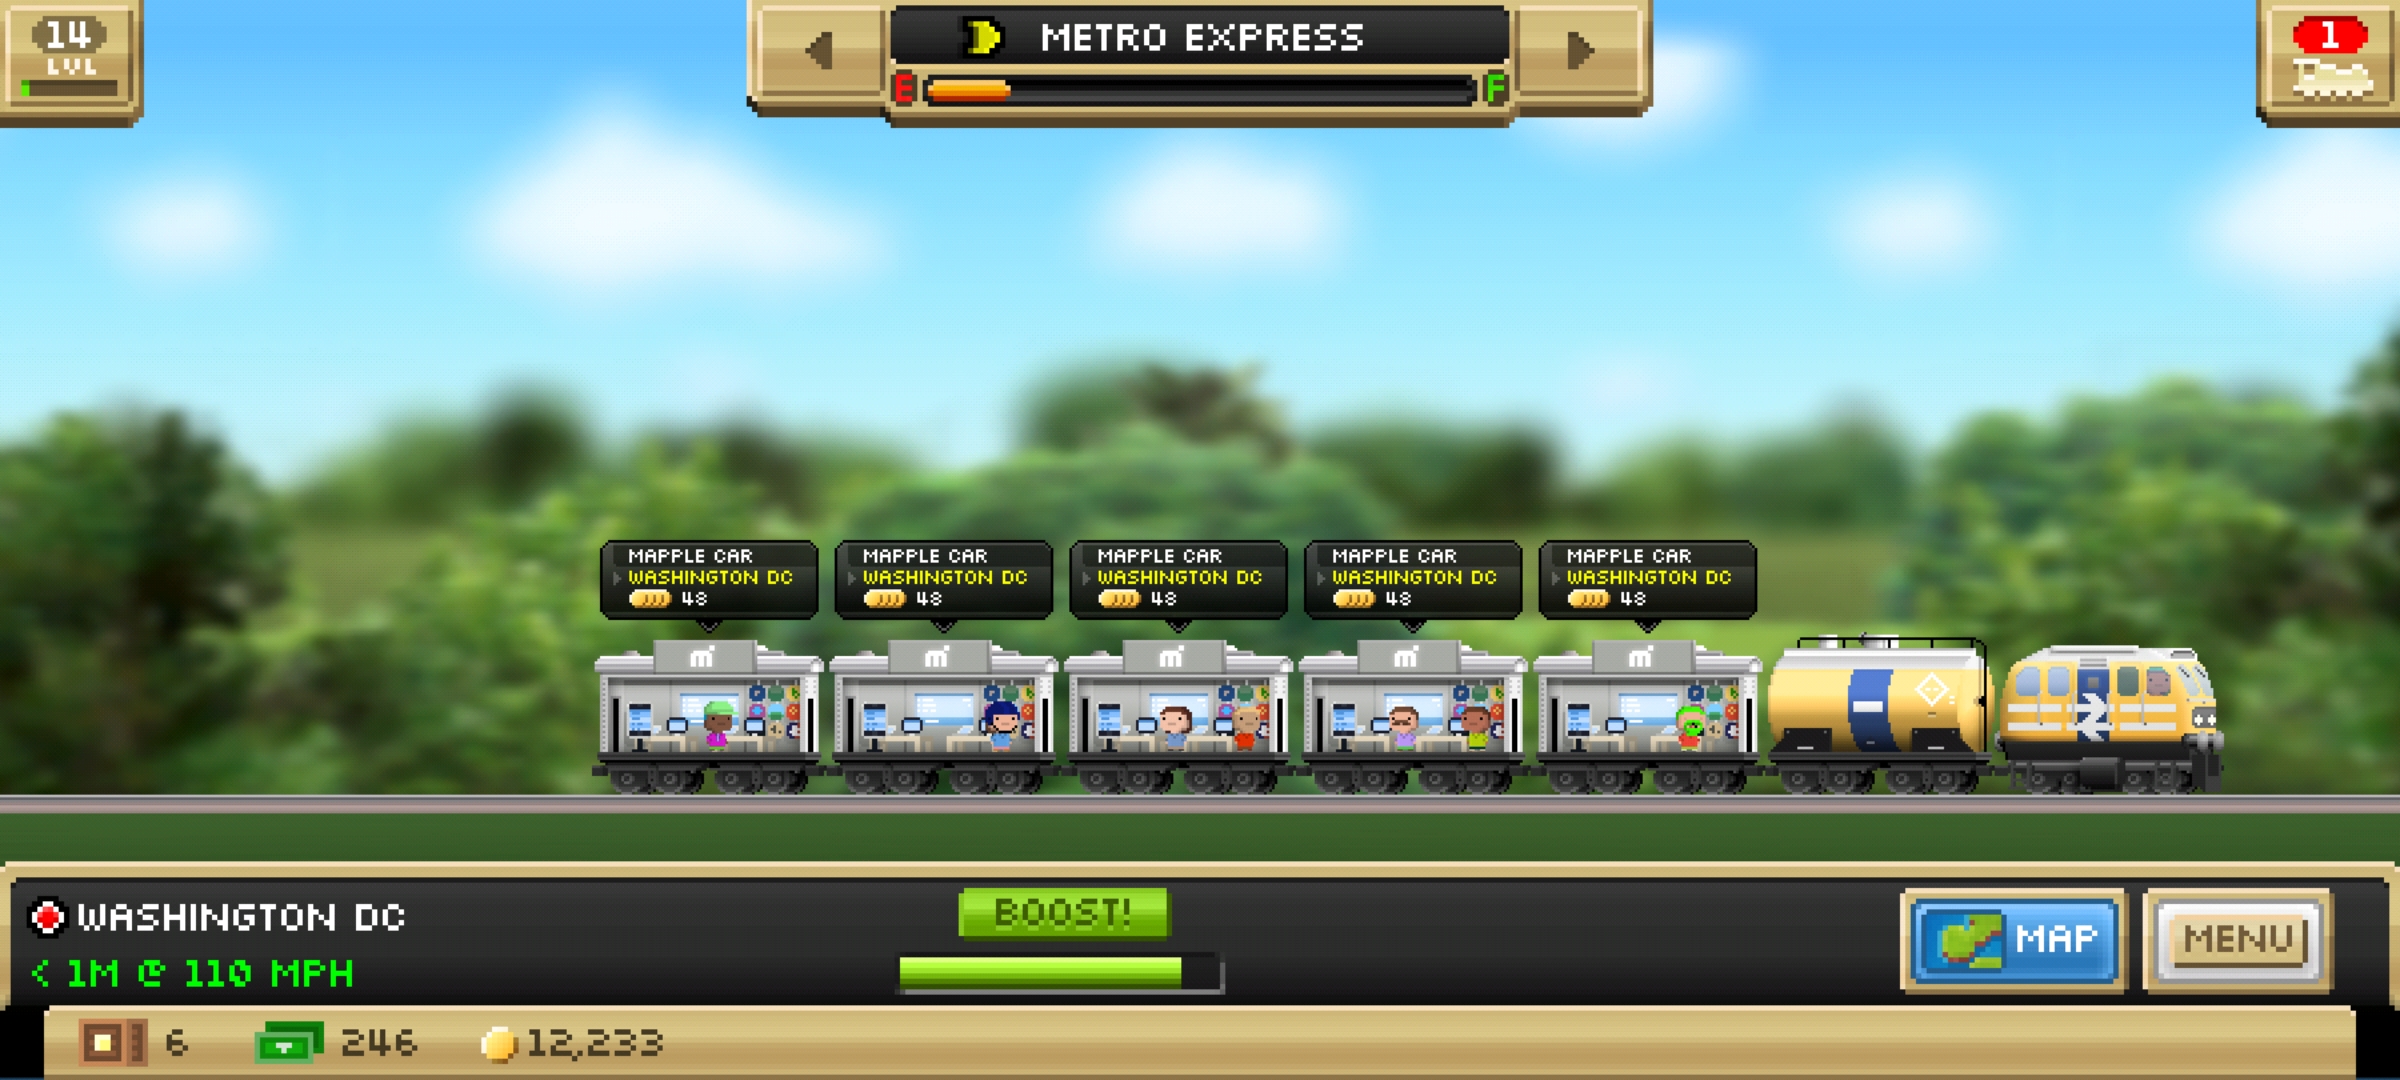 14
LVL
METRO EXPRESS
E F
1
MAPPLE CAR
WASHINGTON DC
48
MAPPLE CAR
WASHINGTON DC
48
MAPPLE CAR
WASHINGTON DC
48
MAPPLE CAR
WASHINGTON DC
48
MAPPLE CAR
WASHINGTON DC
48
m
m
m
m
m
WASHINGTON DC
< 1M @ 110 MPH
BOOST!
MAP
MENU
6 246 12,233